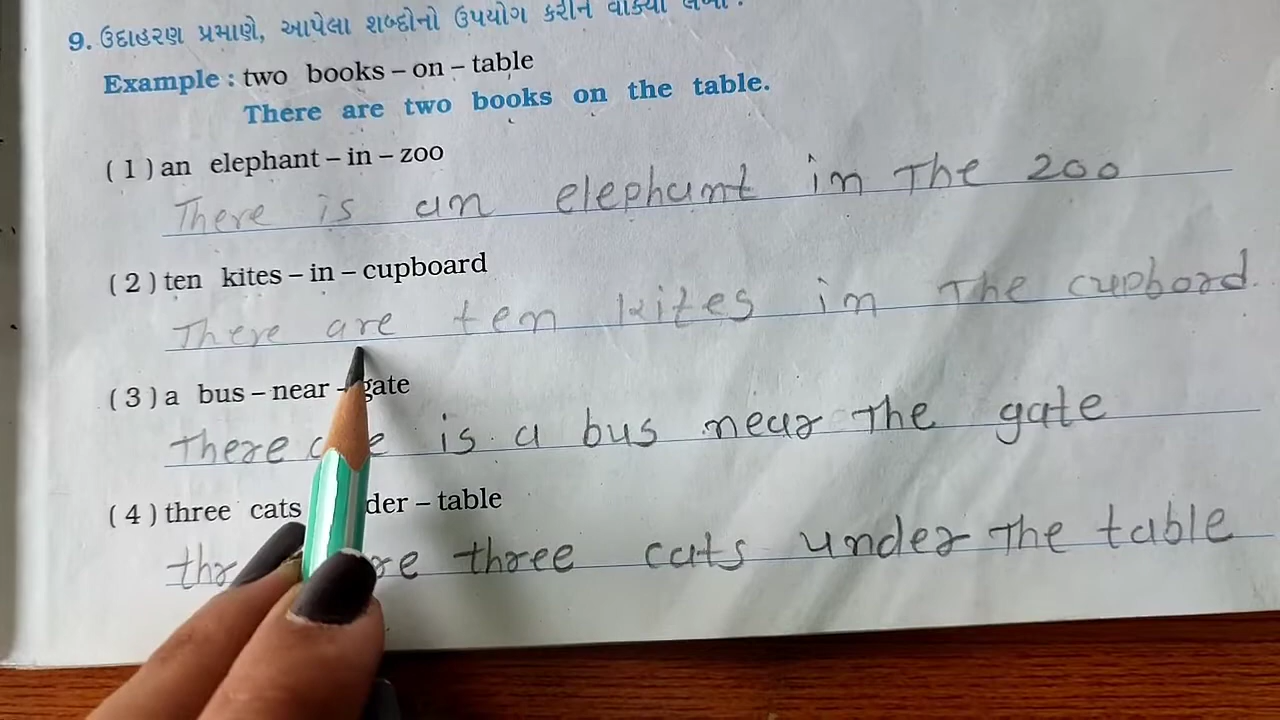 9. ઉદાહરણ પ્રમાણે, આપેલા શબ્દોનો ઉપયોગ કરીને વાક્યો લખો :
Example : two books – on – table
There are two books on the table.
( 1 ) an elephant – in – zoo
There is an elephant in The zoo
( 2 ) ten kites – in – cupboard
There are ten kites in The cupbord.
( 3 ) a bus – near – gate
There is a bus near The gate
( 4 ) three cats table
three cats under The table